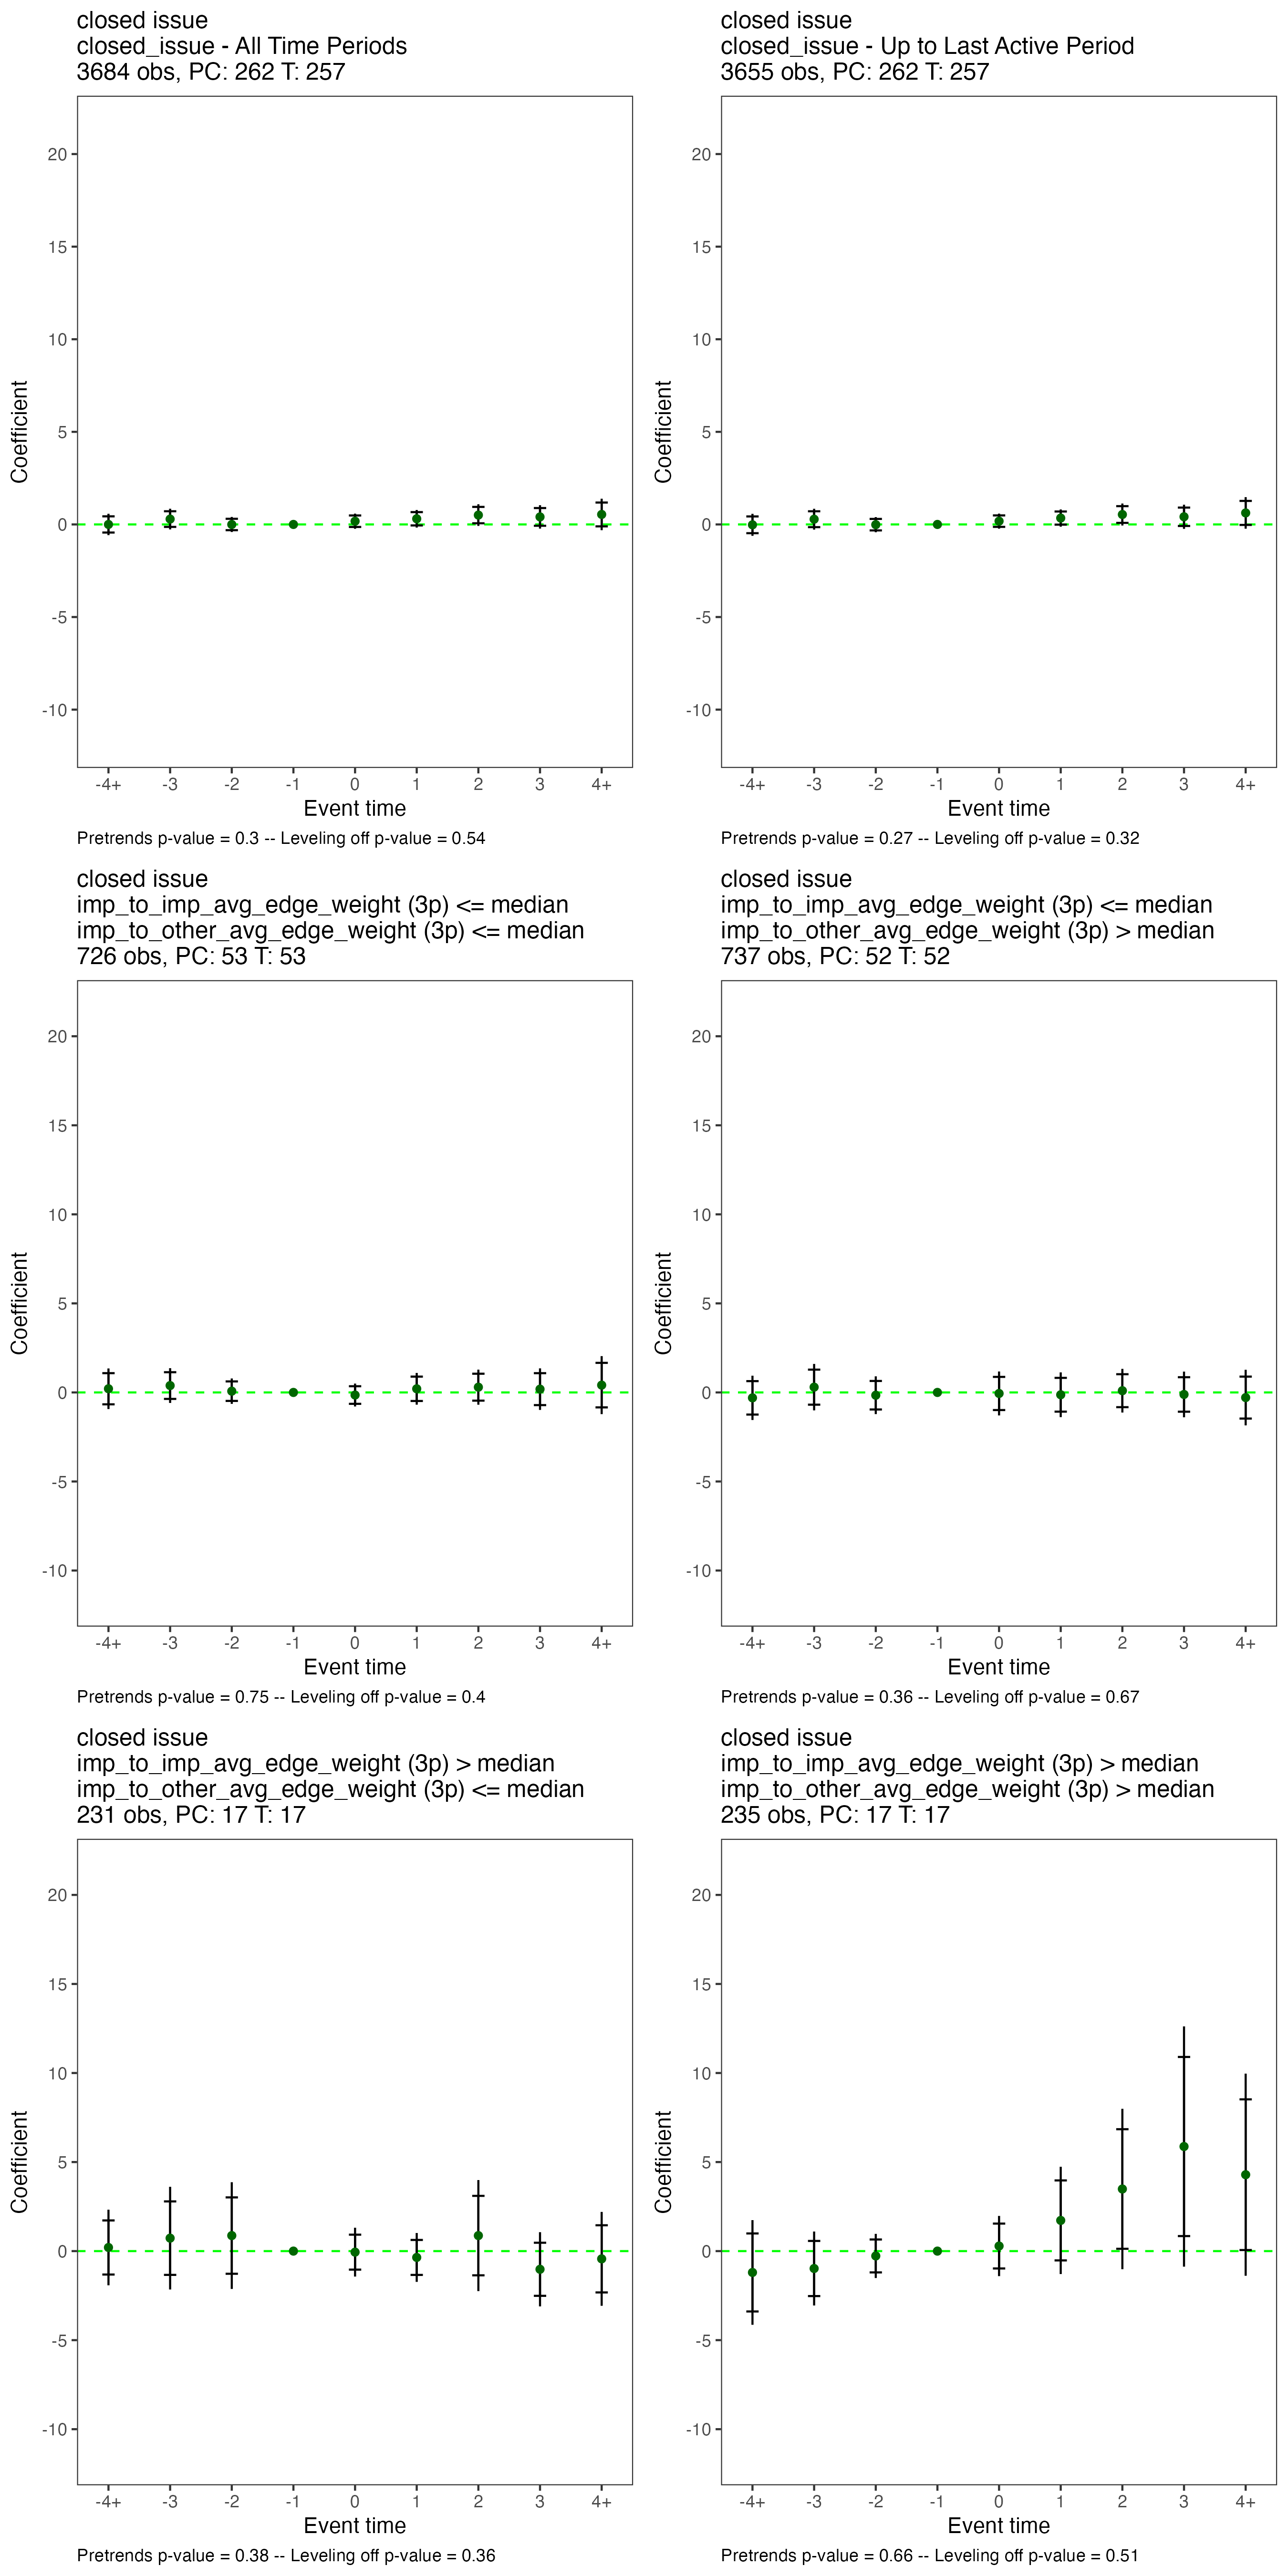 closed issue
closed_issue - All Time Periods
3684 obs, PC: 262 T: 257
20
15
10
5
0
-5
-10
Coefficient
-4+ -3 -2 -1 0 1 2 3 4+
Event time
Pretrends p-value = 0.3 -- Leveling off p-value = 0.54
closed issue
closed_issue - Up to Last Active Period
3655 obs, PC: 262 T: 257
20
15
10
5
0
-5
-10
Coefficient
-4+ -3 -2 -1 0 1 2 3 4+
Event time
Pretrends p-value = 0.27 -- Leveling off p-value = 0.32
closed issue
imp_to_imp_avg_edge_weight (3p) <= median
imp_to_other_avg_edge_weight (3p) <= median
726 obs, PC: 53 T: 53
20
15
10
5
0
-5
-10
Coefficient
-4+ -3 -2 -1 0 1 2 3 4+
Event time
Pretrends p-value = 0.75 -- Leveling off p-value = 0.4
closed issue
imp_to_imp_avg_edge_weight (3p) <= median
imp_to_other_avg_edge_weight (3p) > median
737 obs, PC: 52 T: 52
20
15
10
5
0
-5
-10
Coefficient
-4+ -3 -2 -1 0 1 2 3 4+
Event time
Pretrends p-value = 0.36 -- Leveling off p-value = 0.67
closed issue
imp_to_imp_avg_edge_weight (3p) > median
imp_to_other_avg_edge_weight (3p) <= median
231 obs, PC: 17 T: 17
20
15
10
5
0
-5
-10
Coefficient
-4+ -3 -2 -1 0 1 2 3 4+
Event time
Pretrends p-value = 0.38 -- Leveling off p-value = 0.36
closed issue
imp_to_imp_avg_edge_weight (3p) > median
imp_to_other_avg_edge_weight (3p) > median
235 obs, PC: 17 T: 17
20
15
10
5
0
-5
-10
Coefficient
-4+ -3 -2 -1 0 1 2 3 4+
Event time
Pretrends p-value = 0.66 -- Leveling off p-value = 0.51